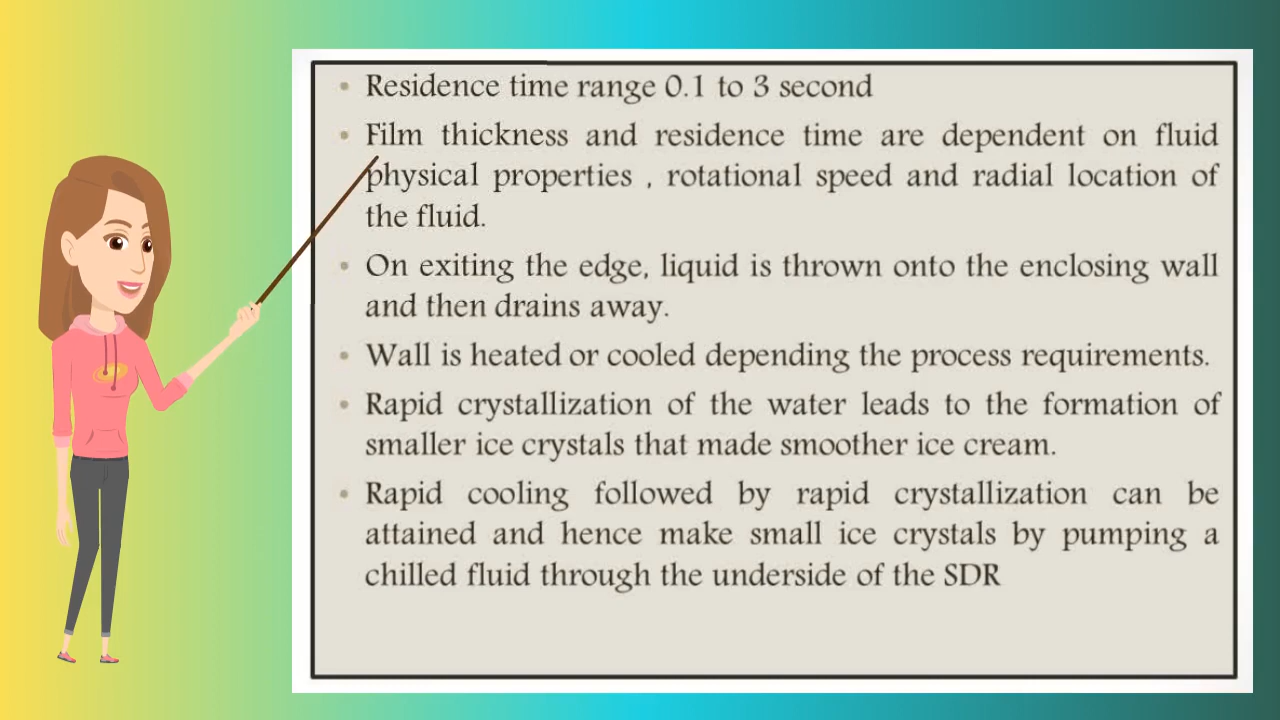 • Residence time range 0.1 to 3 second
• Film thickness and residence time are dependent on fluid
physical properties , rotational speed and radial location of
the fluid.
• On exiting the edge, liquid is thrown onto the enclosing wall
and then drains away.
• Wall is heated or cooled depending the process requirements.
• Rapid crystallization of the water leads to the formation of
smaller ice crystals that made smoother ice cream.
• Rapid cooling followed by rapid crystallization can be
attained and hence make small ice crystals by pumping a
chilled fluid through the underside of the SDR